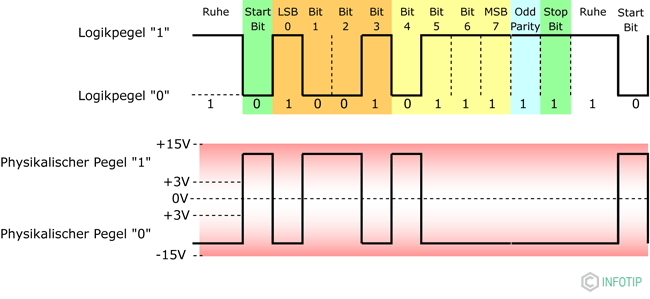 Ruhe Start Bit LSB 0 Bit 1 Bit 2 Bit 3 Bit 4 Bit 5 Bit 6 MSB 7 Odd Parity Stop Bit Ruhe Start Bit
Logikpegel "1"
Logikpegel "0"
1 0 1 0 0 1 0 1 1 1 1 1 1 0
+15V
Physikalischer Pegel "1"
+3V
0V
+3V
Physikalischer Pegel "0"
-15V
C INFOTIP